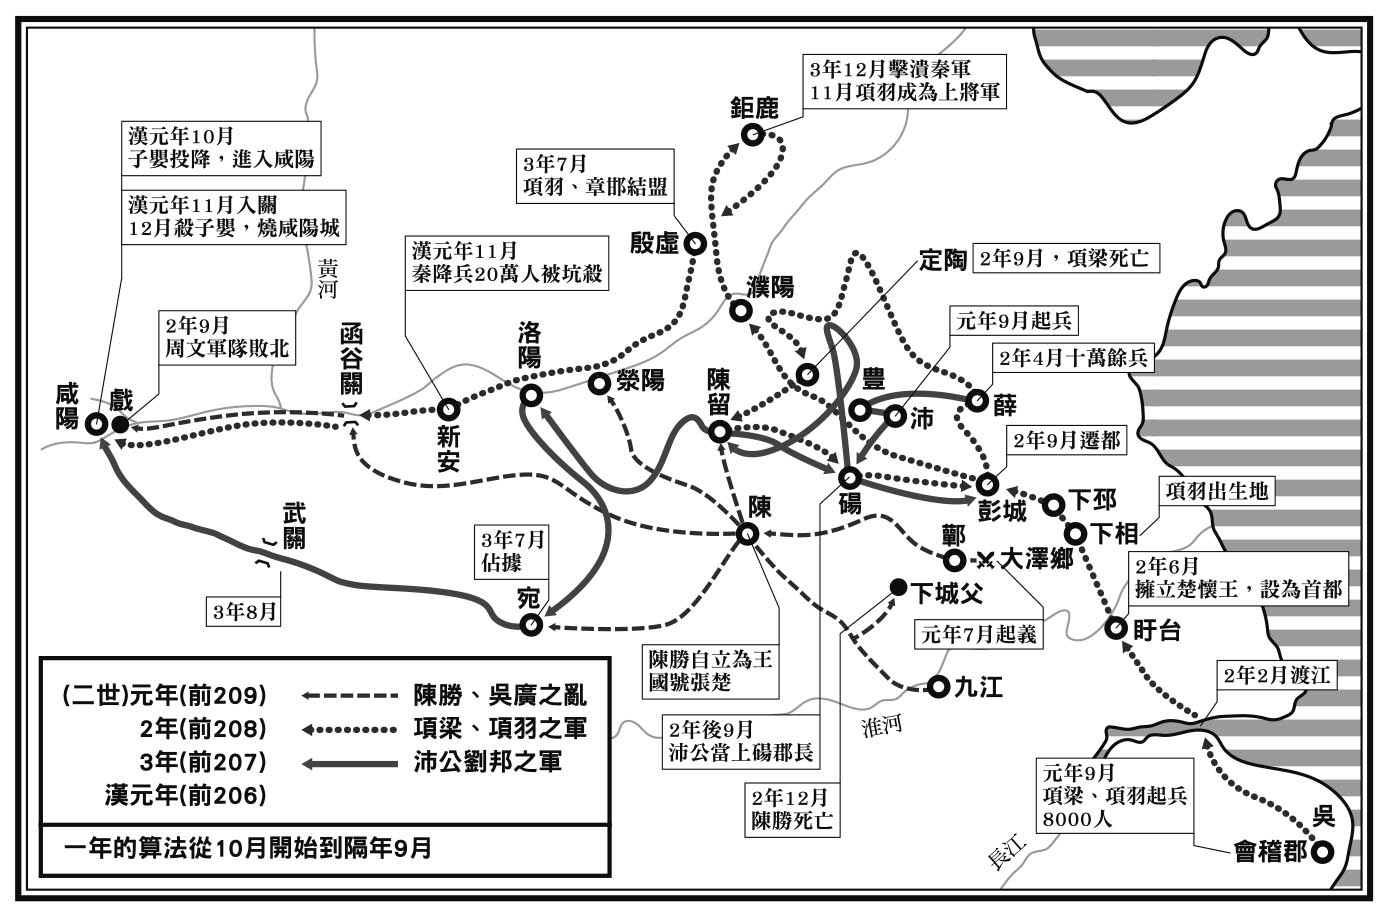 3年12月擊潰秦軍
11月項羽成為上將軍
鉅鹿
漢元年10月
子嬰投降，進入咸陽
3年7月
項羽、章邯結盟
漢元年11月入關
12月殺子嬰，燒咸陽城
殷虛
漢元年11月
秦降兵20萬人被坑殺
定陶
2年9月，項梁死亡
黃河
濮陽
2年9月
周文軍隊敗北
元年9月起兵
函谷關
洛陽
2年4月十萬餘兵
咸陽
戲
滎陽
陳留
豐
沛
薛
新安
2年9月遷都
碭
彭城
下邳
項羽出生地
武關
陳
下相
3年7月
佔據
鄿
大澤鄉
2年6月
擁立楚懷王，設為首都
宛
下城父
3年8月
元年7月起義
盱台
陳勝自立為王
國號張楚
九江
2年2月渡江
淮河
2年後9月
沛公當上碭郡長
(二世)元年(前209)
陳勝、吳廣之亂
2年(前208)
項梁、項羽之軍
3年(前207)
沛公劉邦之軍
漢元年(前206)
一年的算法從10月開始到隔年9月
2年12月
陳勝死亡
元年9月
項梁、項羽起兵
8000人
長江
吳
會稽郡